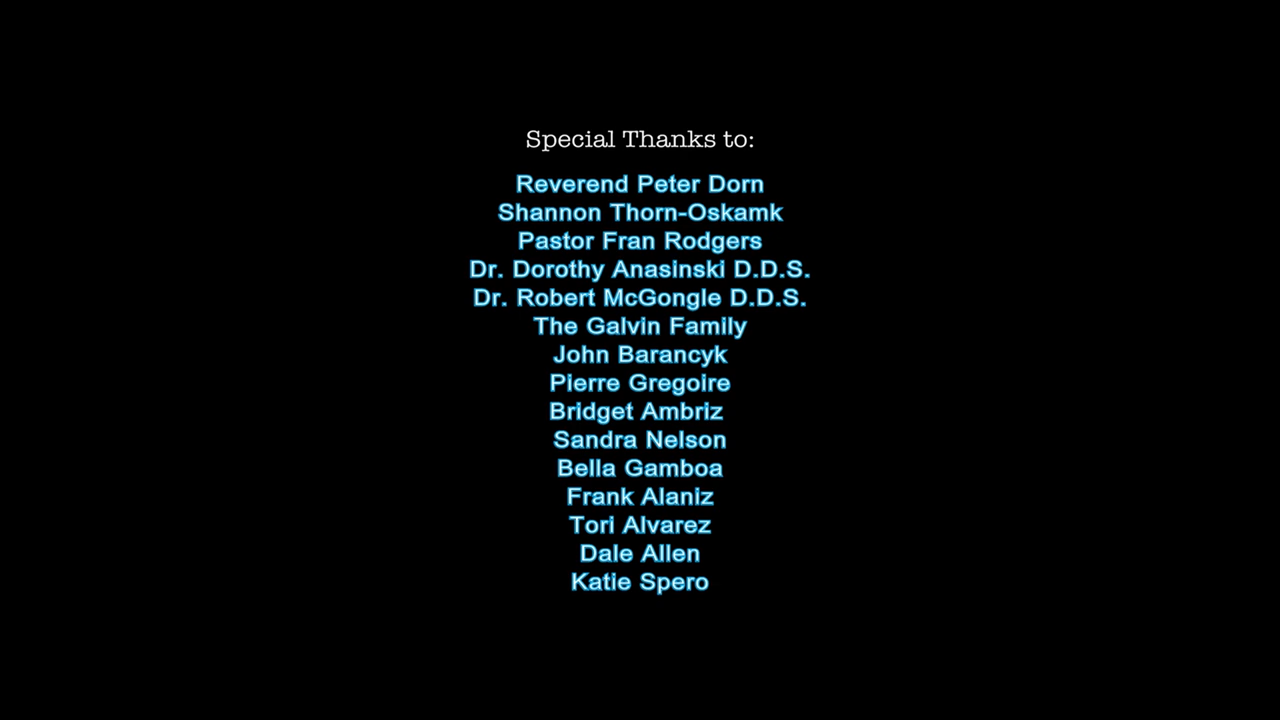 Special Thanks to:
Reverend Peter Dorn
Shannon Thorn-Oskamk
Pastor Fran Rodgers
Dr. Dorothy Anasinski D.D.S.
Dr. Robert McGongle D.D.S.
The Galvin Family
John Barancyk
Pierre Gregoire
Bridget Ambriz
Sandra Nelson
Bella Gamboa
Frank Alaniz
Tori Alvarez
Dale Allen
Katie Spero